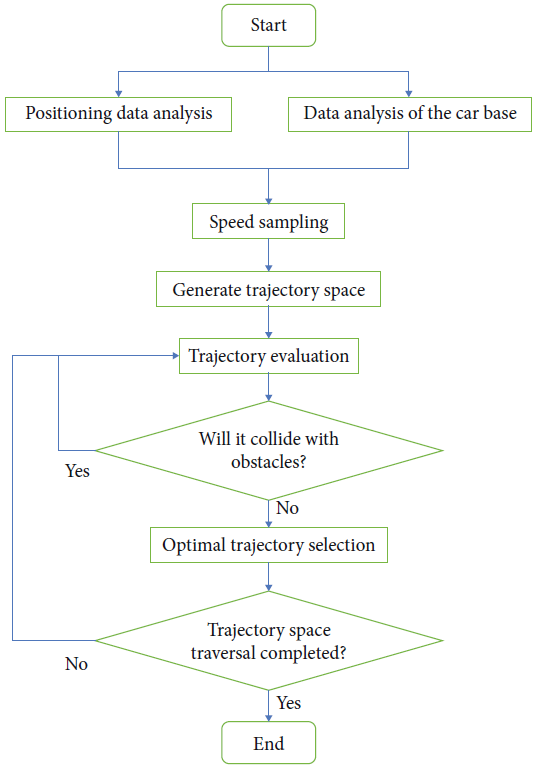 Start
Positioning data analysis
Data analysis of the car base
Speed sampling
Generate trajectory space
Trajectory evaluation
Will it collide with
obstacles?
Yes
No
Optimal trajectory selection
Trajectory space
traversal completed?
No
Yes
End